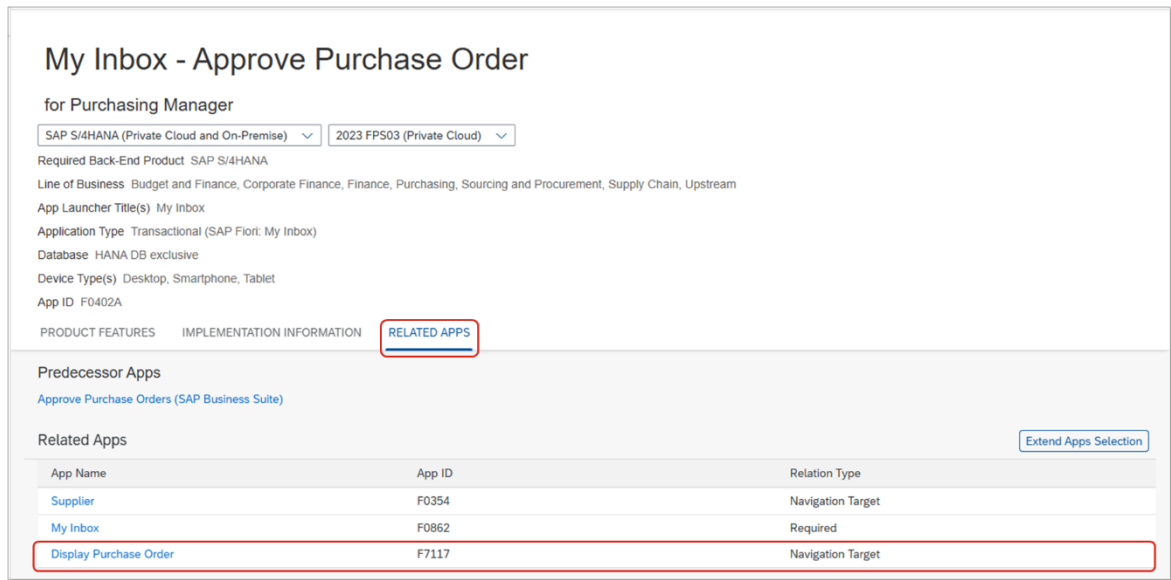 My Inbox - Approve Purchase Order
for Purchasing Manager
SAP S/4HANA (Private Cloud and On-Premise) 2023 FPS03 (Private Cloud)
Required Back-End Product SAP S/4HANA
Line of Business Budget and Finance, Corporate Finance, Finance, Purchasing, Sourcing and Procurement, Supply Chain, Upstream
App Launcher Title(s) My Inbox
Application Type Transactional (SAP Fiori: My Inbox)
Database HANA DB exclusive
Device Type(s) Desktop, Smartphone, Tablet
App ID F0402A
PRODUCT FEATURES IMPLEMENTATION INFORMATION RELATED APPS
Predecessor Apps
Approve Purchase Orders (SAP Business Suite)
Related Apps Extend Apps Selection
App Name App ID Relation Type
Supplier F0354 Navigation Target
My Inbox F0862 Required
Display Purchase Order F7117 Navigation Target